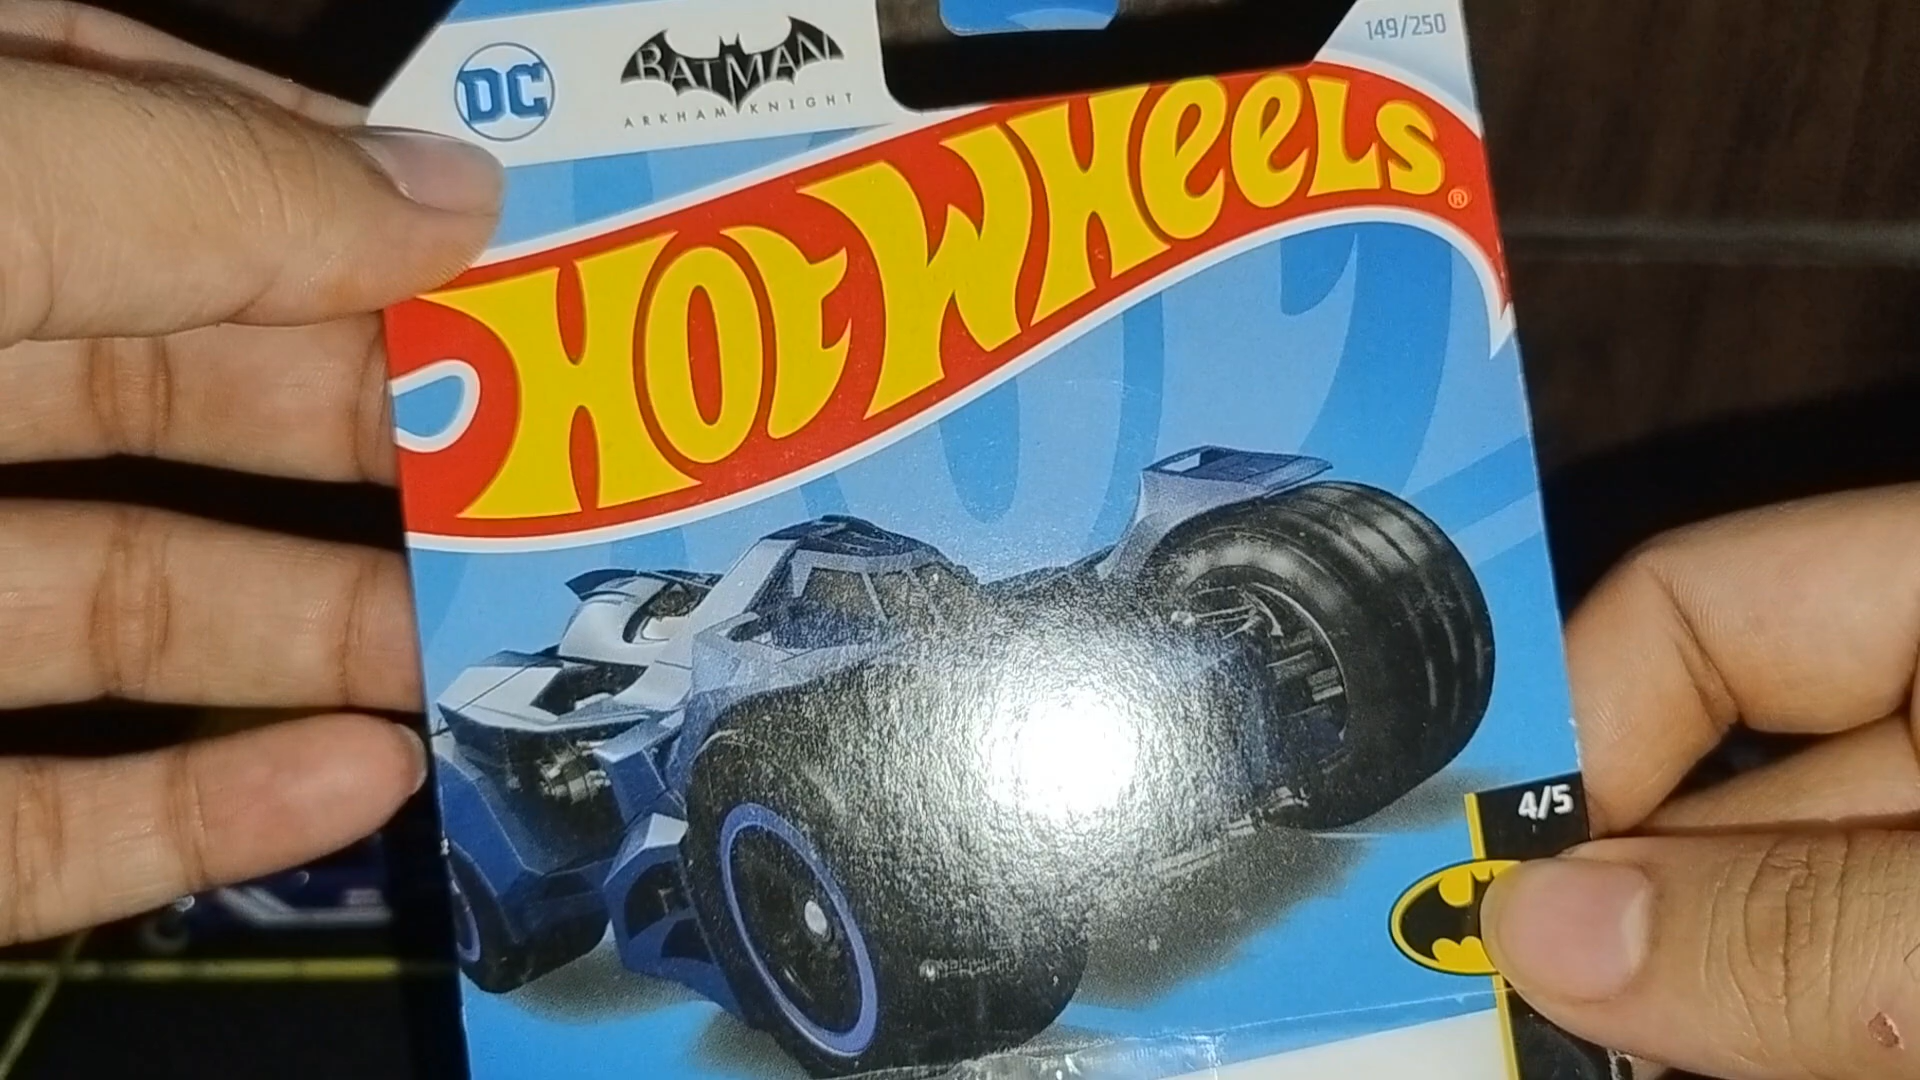 DC
BATMAN
ARKHAM KNIGHT
149/250
HOT WHEELS
®
4/5